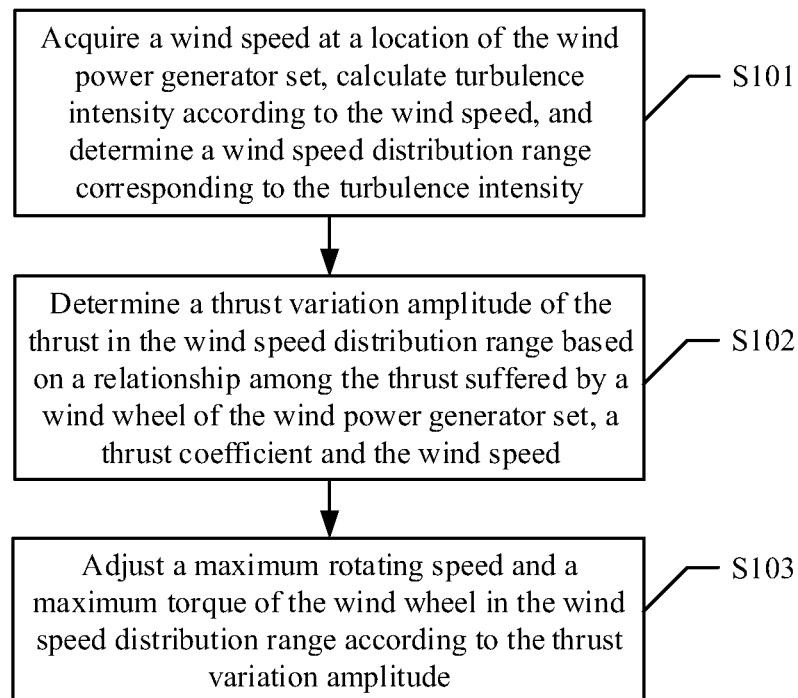 Acquire a wind speed at a location of the wind
power generator set, calculate turbulence
intensity according to the wind speed, and
determine a wind speed distribution range
corresponding to the turbulence intensity
S101
Determine a thrust variation amplitude of the
thrust in the wind speed distribution range based
on a relationship among the thrust suffered by a
wind wheel of the wind power generator set, a
thrust coefficient and the wind speed
S102
Adjust a maximum rotating speed and a
maximum torque of the wind wheel in the wind
speed distribution range according to the thrust
variation amplitude
S103